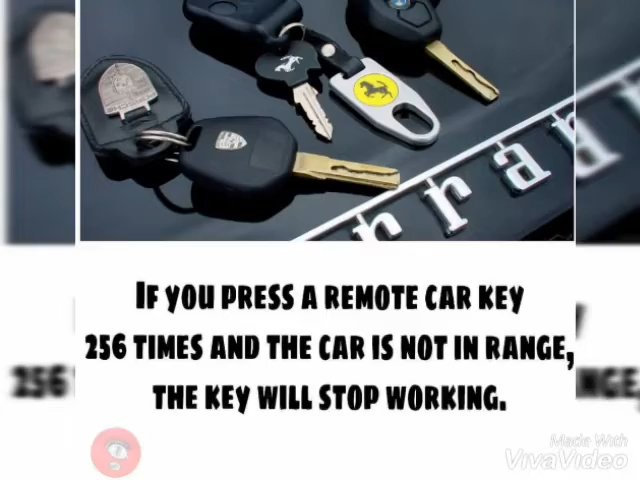 rra
IF YOU PRESS A REMOTE CAR KEY
256 TIMES AND THE CAR IS NOT IN RANGE,
THE KEY WILL STOP WORKING.
Made With
VivaVideo